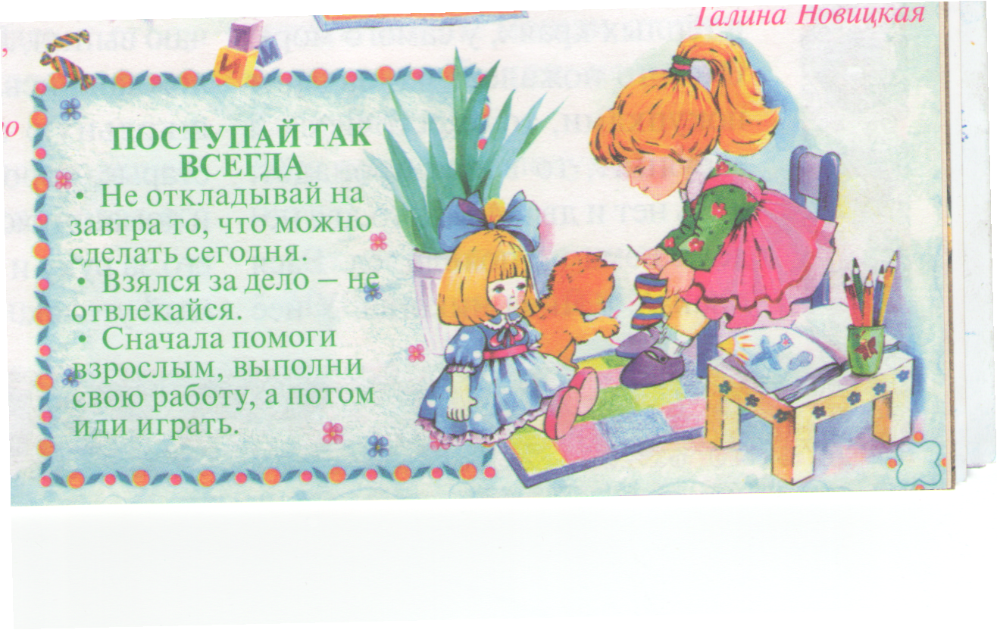 Галина Новицкая
Т
И М
ПОСТУПАЙ ТАК
ВСЕГДА
• Не откладывай на
завтра то, что можно
сделать сегодня.
• Взялся за дело – не
отвлекайся.
• Сначала помоги
взрослым, выполни
свою работу, а потом
иди играть.